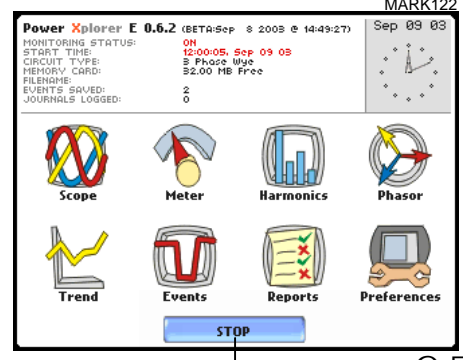 MARK122
Power Xplorer E 0.6.2 (BETA:Sep 8 2003 @ 14:49:27)
Sep 09 03
MONITORING STATUS: ON
START TIME: 12:00:05, Sep 09 03
CIRCUIT TYPE: 3 Phase Wye
MEMORY CARD: 32.00 MB Free
FILENAME:
EVENTS SAVED: 2
JOURNALS LOGGED: 0
Scope Meter Harmonics Phasor
Trend Events Reports Preferences
STOP